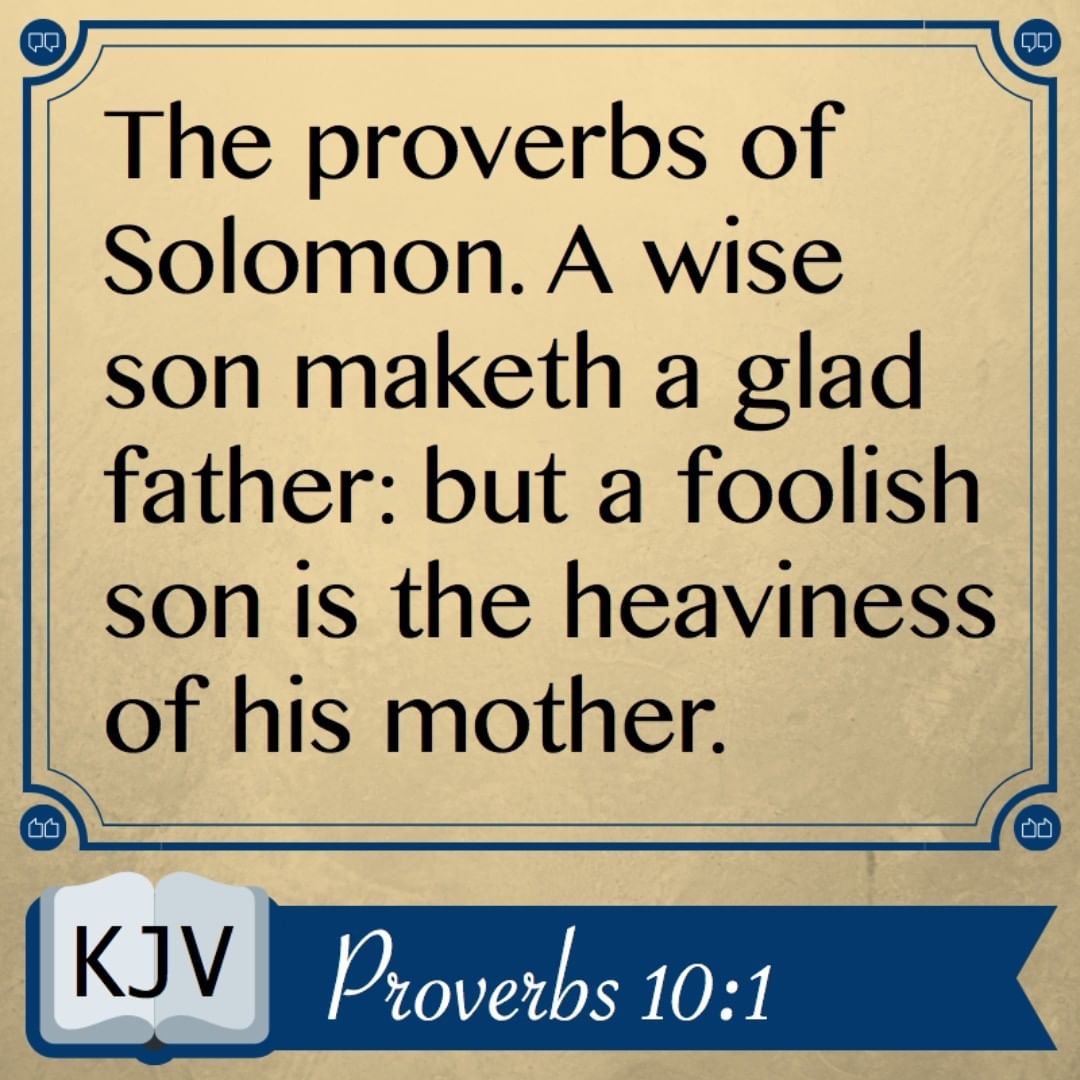 The proverbs of
Solomon. A wise
son maketh a glad
father: but a foolish
son is the heaviness
of his mother.
KJV
Proverbs 10:1